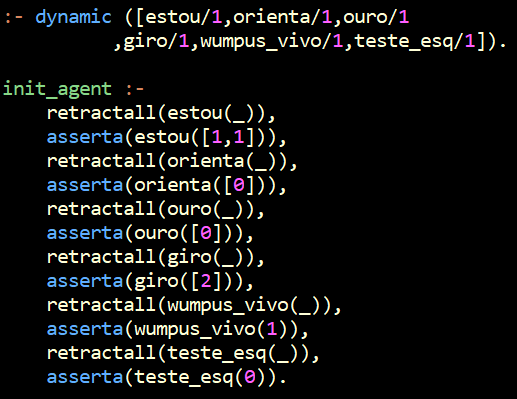 :- dynamic ([estou/1,orienta/1,ouro/1
,giro/1,wumpus_vivo/1,teste_esq/1]).
init_agent :-
retractall(estou(_)),
asserta(estou([1,1])),
retractall(orienta(_)),
asserta(orienta([0])),
retractall(ouro(_)),
asserta(ouro([0])),
retractall(giro(_)),
asserta(giro([2])),
retractall(wumpus_vivo(_)),
asserta(wumpus_vivo(1)),
retractall(teste_esq(_)),
asserta(teste_esq(0)).